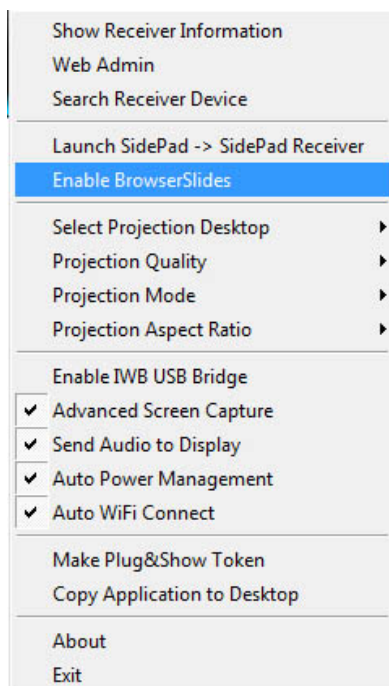 Show Receiver Information
Web Admin
Search Receiver Device
Launch SidePad -> SidePad Receiver
Enable BrowserSlides
Select Projection Desktop
Projection Quality
Projection Mode
Projection Aspect Ratio
Enable IWB USB Bridge
Advanced Screen Capture
Send Audio to Display
Auto Power Management
Auto WiFi Connect
Make Plug&Show Token
Copy Application to Desktop
About
Exit